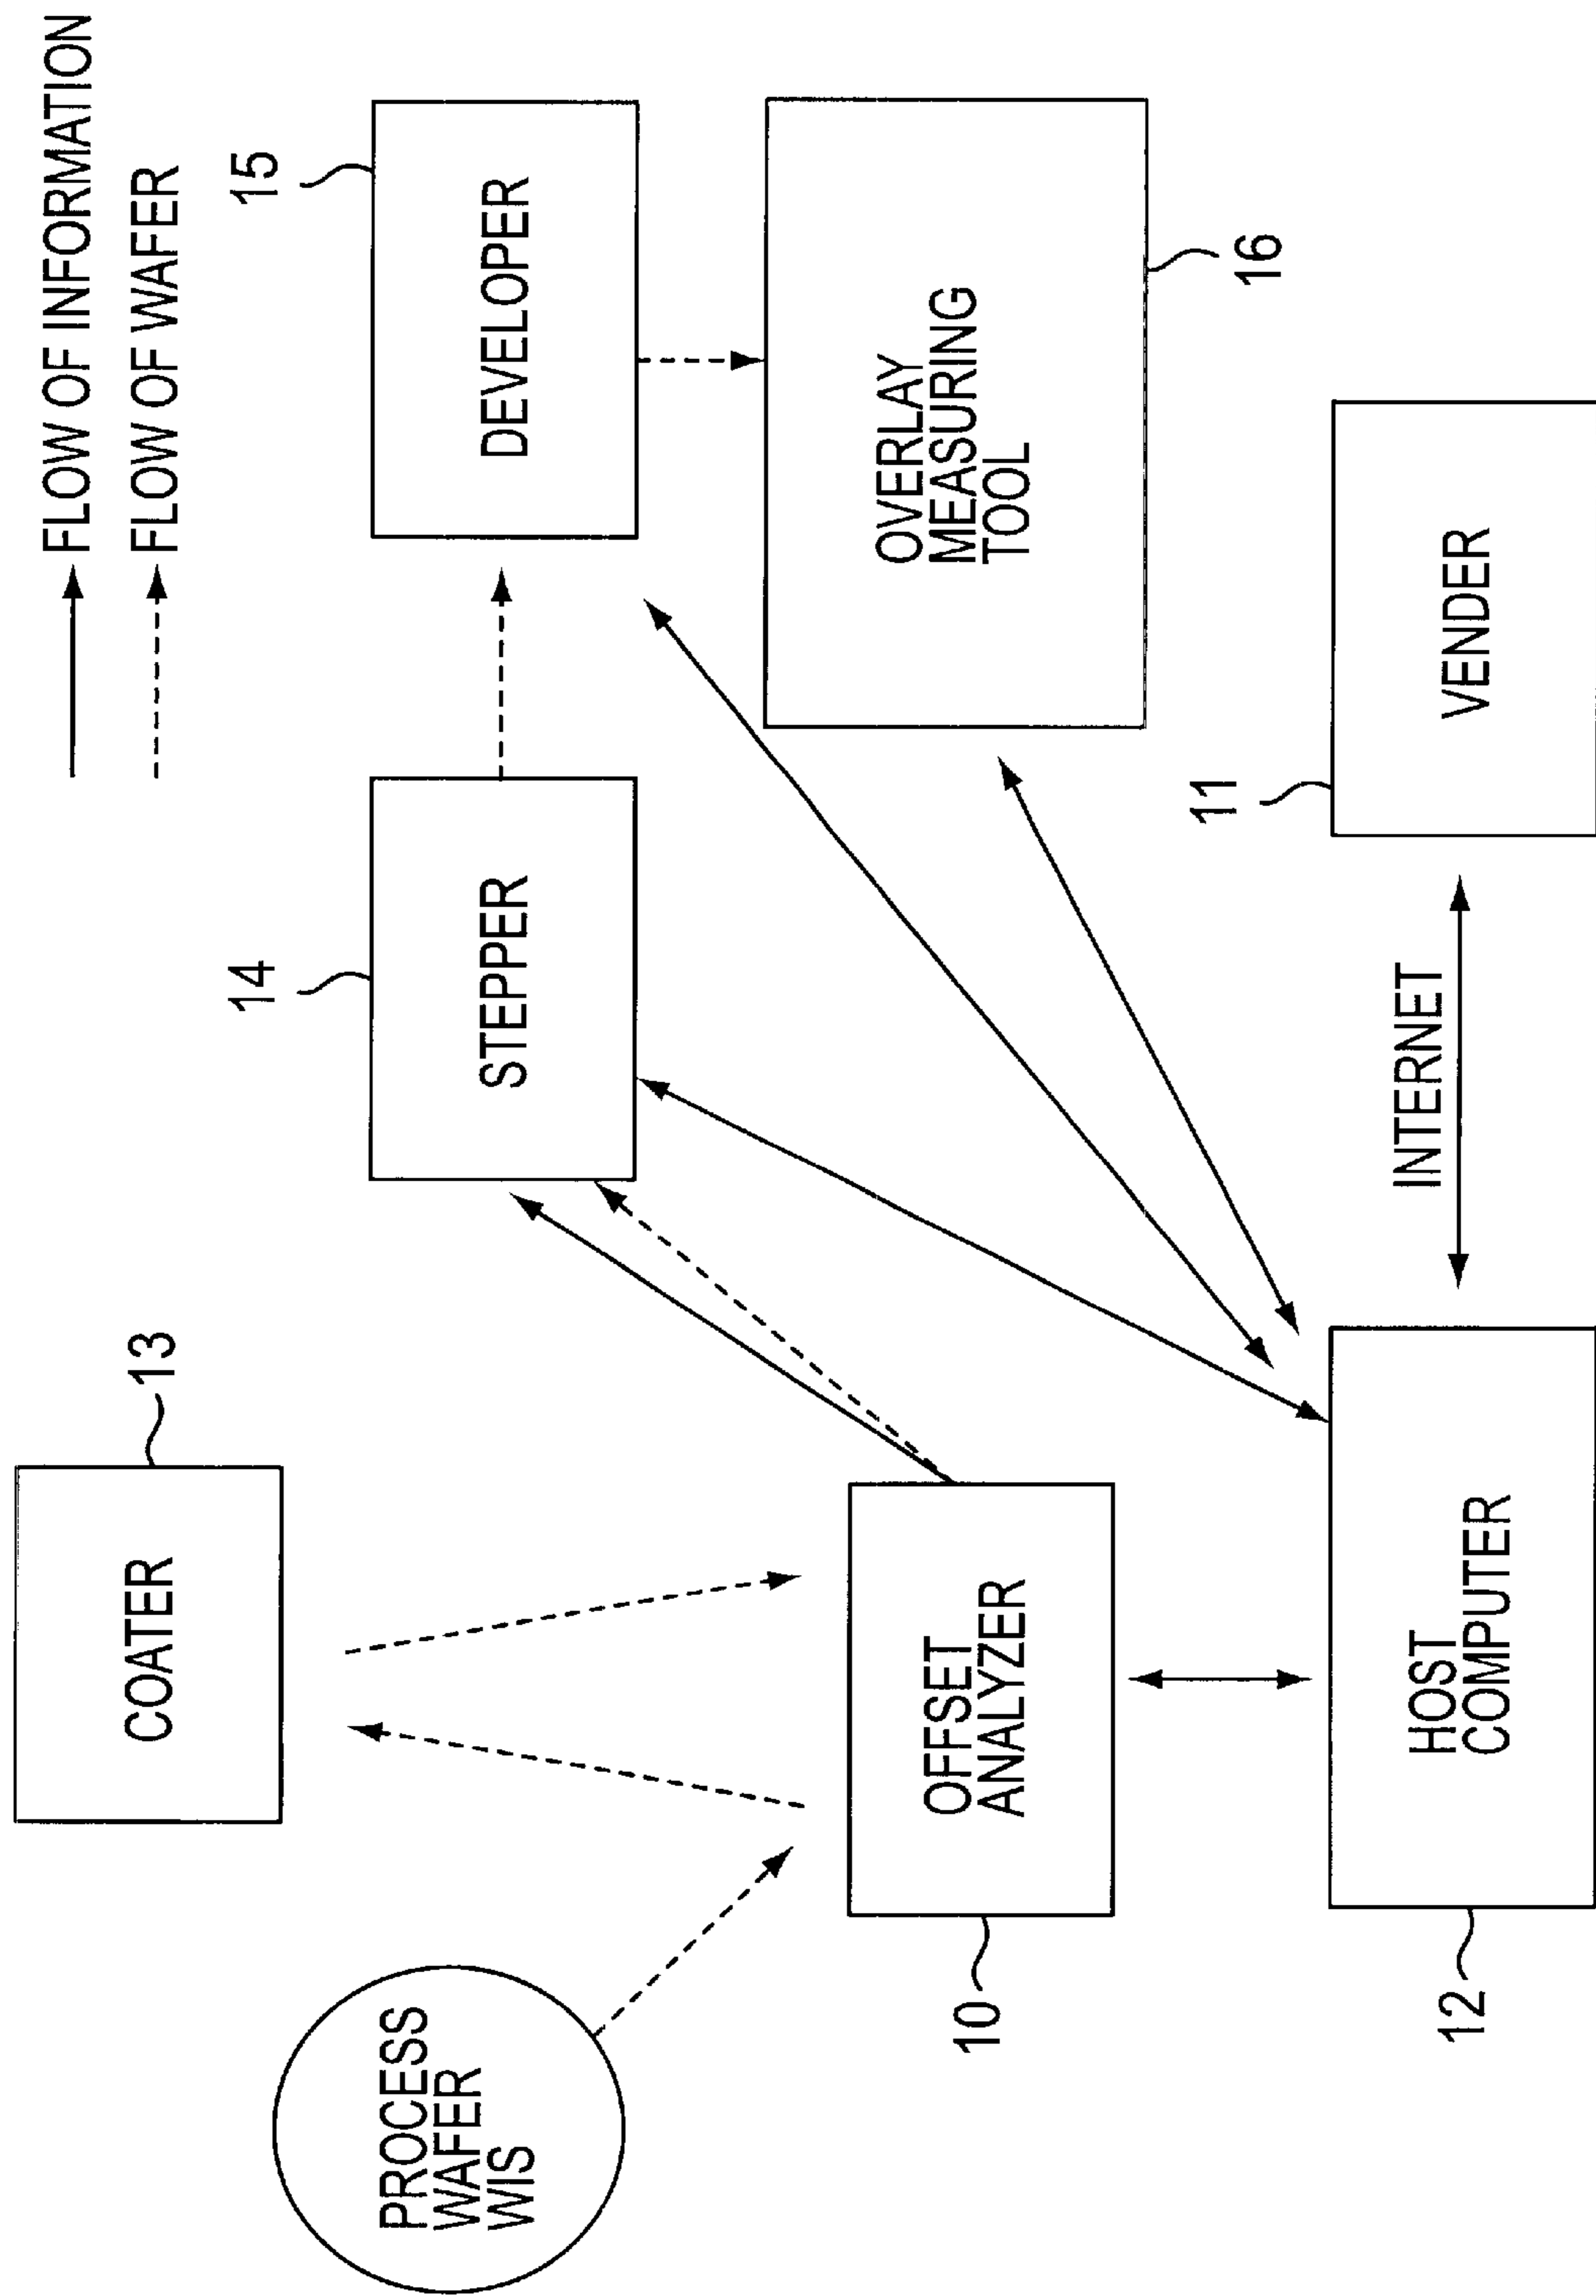 FLOW OF INFORMATION
FLOW OF WAFER
COATER
13
PROCESS
WAFER
WIS
14
STEPPER
15
DEVELOPER
OFFSET
ANALYZER
10
OVERLAY
MEASURING
TOOL
16
HOST
COMPUTER
12
INTERNET
11
VENDER